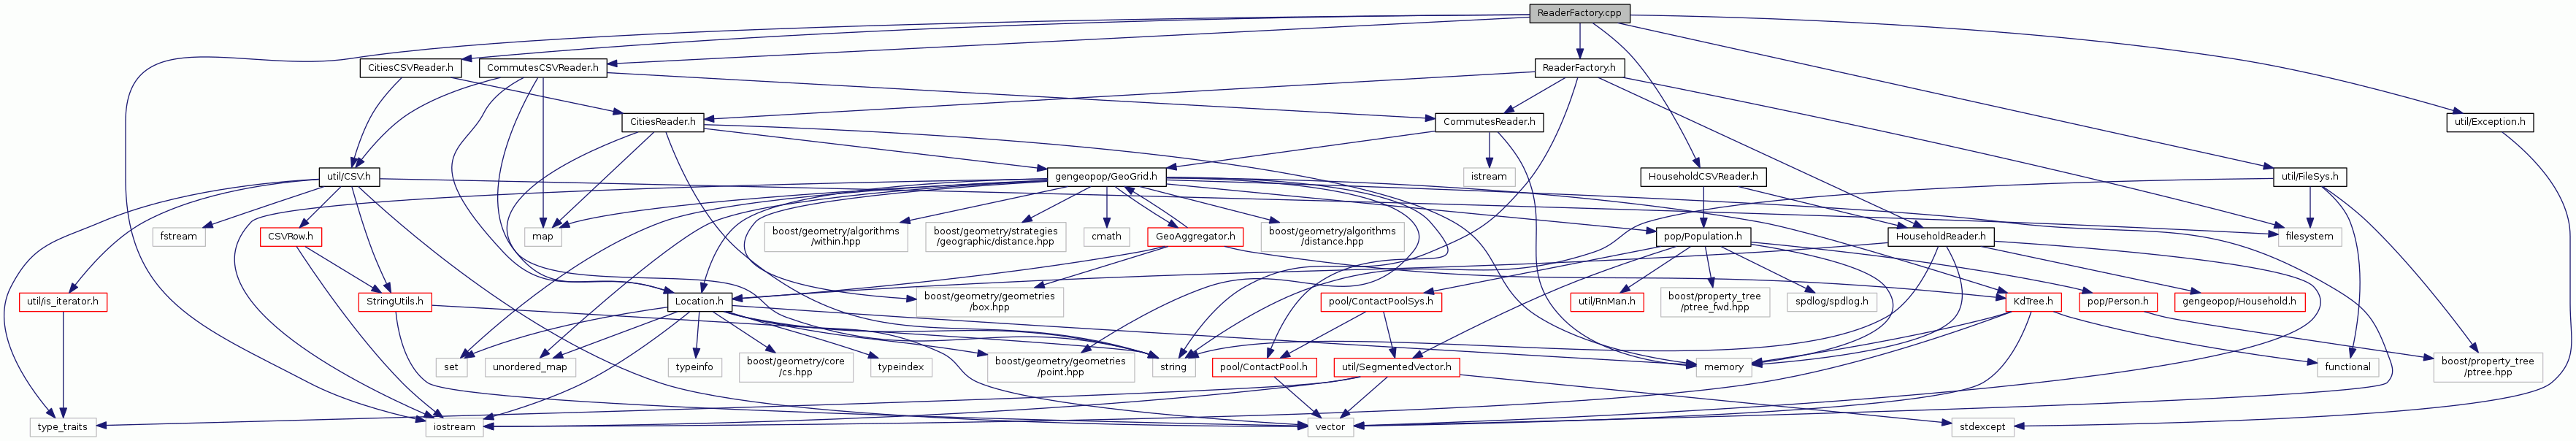 ReaderFactory.cpp
CitiesCSVReader.h
CommutesCSVReader.h
ReaderFactory.h
CitiesReader.h
CommutesReader.h
util/Exception.h
util/CSV.h
gengeopop/GeoGrid.h
istream
HouseholdCSVReader.h
util/FileSys.h
fstream
CSVRow.h
map
boost/geometry/algorithms
/within.hpp
boost/geometry/strategies
/geographic/distance.hpp
cmath
GeoAggregator.h
boost/geometry/algorithms
/distance.hpp
pop/Population.h
HouseholdReader.h
filesystem
util/is_iterator.h
StringUtils.h
Location.h
boost/geometry/geometries
/box.hpp
pool/ContactPoolSys.h
util/RnMan.h
boost/property_tree
/ptree_fwd.hpp
spdlog/spdlog.h
KdTree.h
pop/Person.h
gengeopop/Household.h
set
unordered_map
typeinfo
boost/geometry/core
/cs.hpp
typeindex
boost/geometry/geometries
/point.hpp
string
pool/ContactPool.h
util/SegmentedVector.h
memory
functional
boost/property_tree
/ptree.hpp
type_traits
iostream
vector
stdexcept